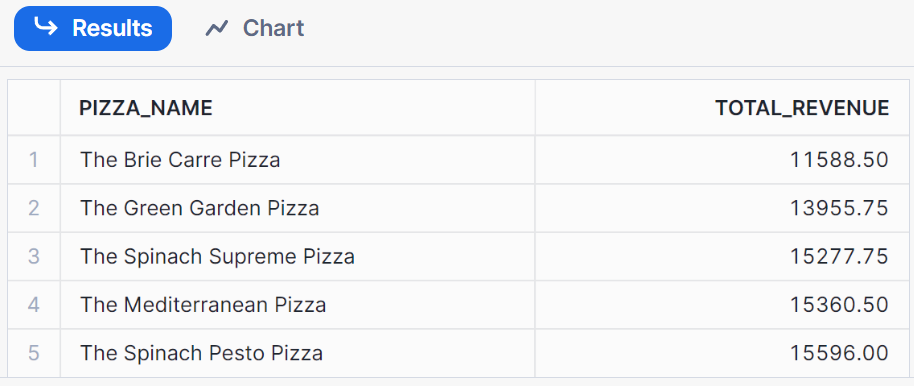 Results Chart
PIZZA_NAME TOTAL_REVENUE
1 The Brie Carre Pizza 11588.50
2 The Green Garden Pizza 13955.75
3 The Spinach Supreme Pizza 15277.75
4 The Mediterranean Pizza 15360.50
5 The Spinach Pesto Pizza 15596.00